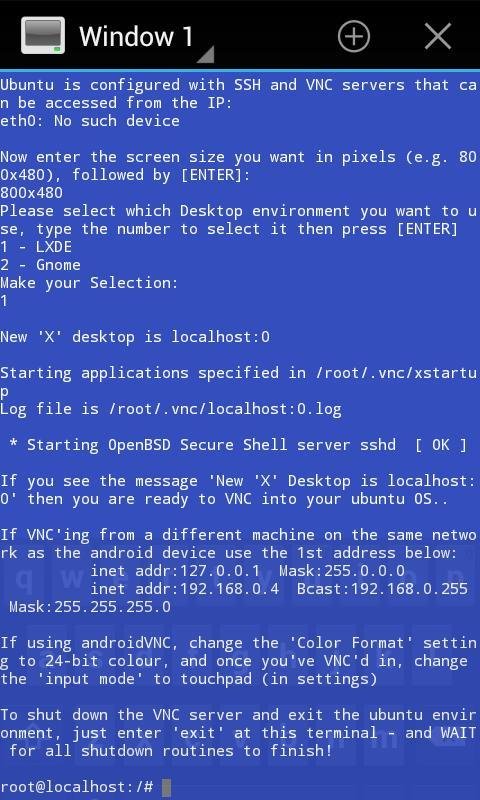 Window 1
Ubuntu is configured with SSH and VNC servers that ca
n be accessed from the IP:
eth0: No such device
Now enter the screen size you want in pixels (e.g. 80
0x480), followed by [ENTER]:
800x480
Please select which Desktop environment you want to u
se, type the number to select it then press [ENTER]
1 - LXDE
2 - Gnome
Make your Selection:
1
New 'X' desktop is localhost:0
Starting applications specified in /root/.vnc/xstartu
p
Log file is /root/.vnc/localhost:0.log
* Starting OpenBSD Secure Shell server sshd  [ OK ]
If you see the message 'New 'X' Desktop is localhost:
0' then you are ready to VNC into your ubuntu OS..
If VNC'ing from a different machine on the same netwo
rk as the android device use the 1st address below:
inet addr:127.0.0.1  Mask:255.0.0.0
inet addr:192.168.0.4  Bcast:192.168.0.255
Mask:255.255.255.0
If using androidVNC, change the 'Color Format' settin
g to 24-bit colour, and once you've VNC'd in, change
the 'input mode' to touchpad (in settings)
To shut down the VNC server and exit the ubuntu envir
onment, just enter 'exit' at this terminal - and WAIT
for all shutdown routines to finish!
root@localhost:/#